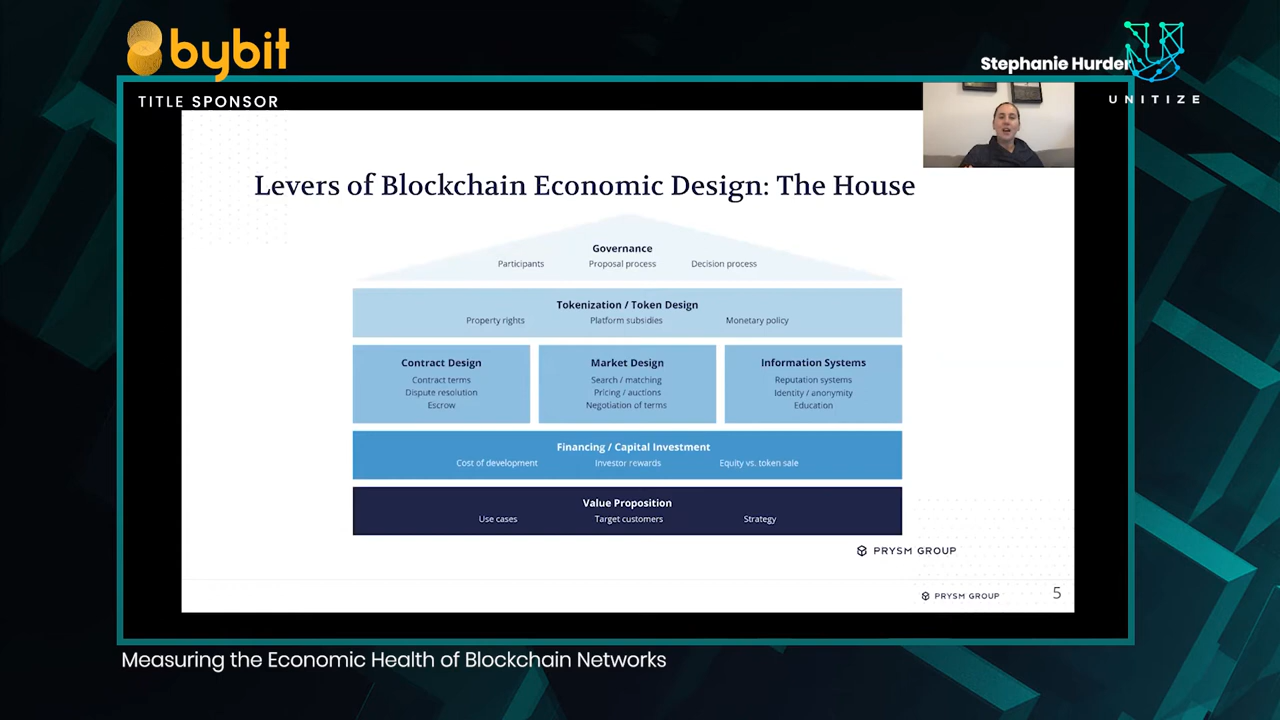 bybit
TITLE SPONSOR
Stephanie Hurder
UNITIZE
Levers of Blockchain Economic Design: The House
Governance
Participants Proposal process Decision process
Tokenization / Token Design
Property rights Platform subsidies Monetary policy
Contract Design
Contract terms
Dispute resolution
Escrow
Market Design
Search / matching
Pricing / auctions
Negotiation of terms
Information Systems
Reputation systems
Identity / anonymity
Education
Financing / Capital Investment
Cost of development Investor rewards Equity vs. token sale
Value Proposition
Use cases Target customers Strategy
PRYSM GROUP
PRYSM GROUP 5
Measuring the Economic Health of Blockchain Networks